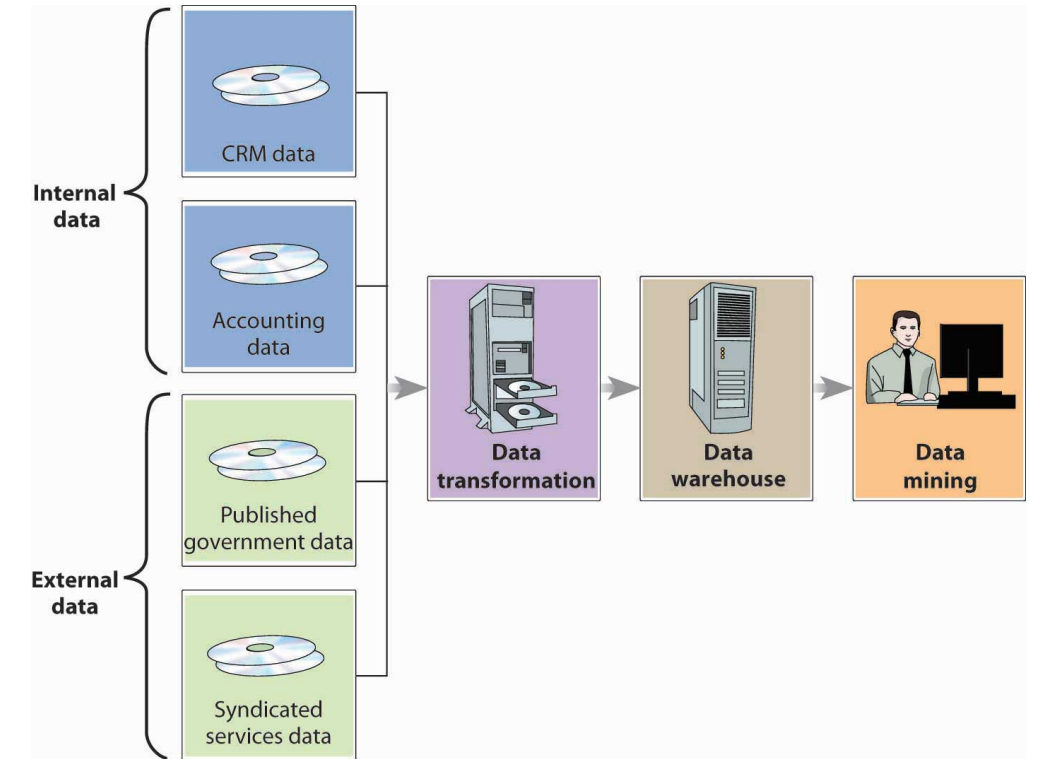 CRM data
Internal
data
Accounting
data
Data
transformation
Data
warehouse
Data
mining
Published
government data
External
data
Syndicated
services data